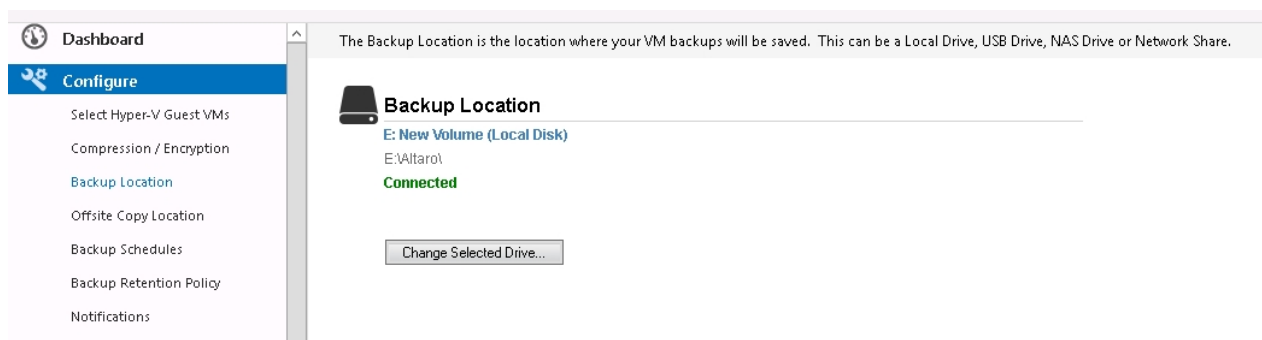 Dashboard
The Backup Location is the location where your VM backups will be saved. This can be a Local Drive, USB Drive, NAS Drive or Network Share.
Configure
Select Hyper-V Guest VMs
Compression / Encryption
Backup Location
Offsite Copy Location
Backup Schedules
Backup Retention Policy
Notifications
Backup Location
E: New Volume (Local Disk)
E:\Altaro\
Connected
Change Selected Drive...